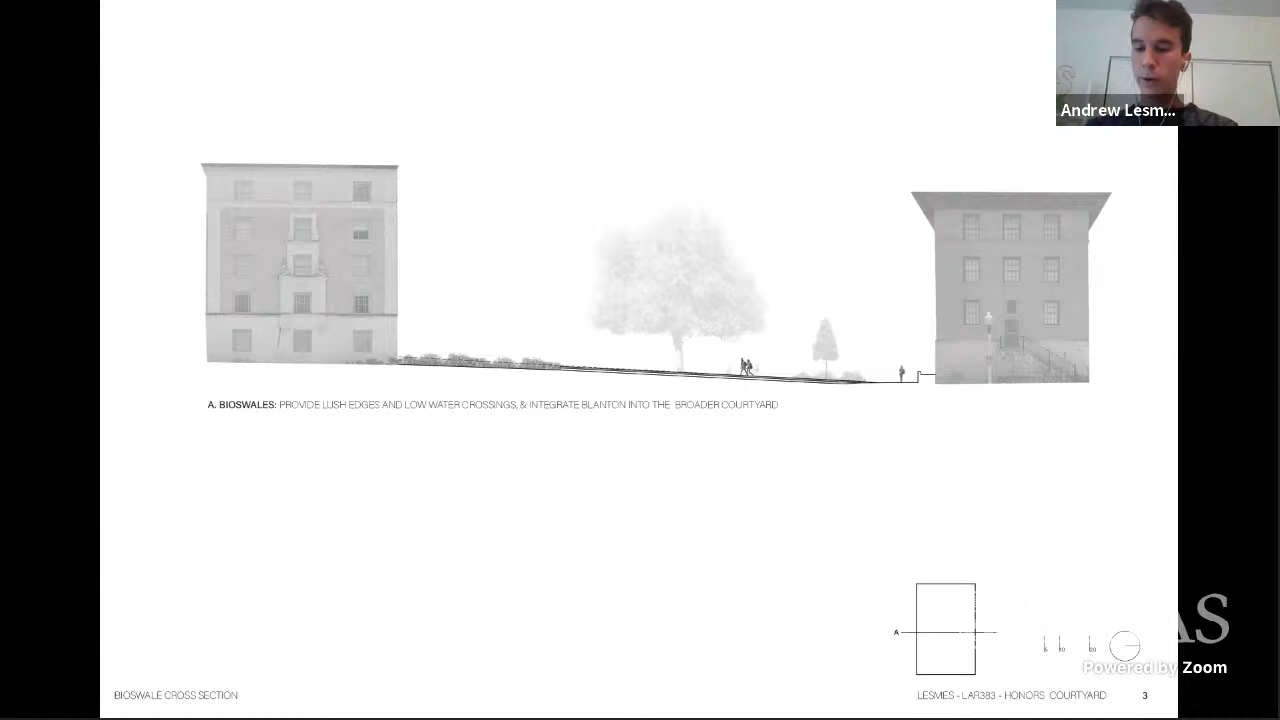 Andrew Lesm...
A. BIOSWALES: PROVIDE LUSH EDGES AND LOW WATER CROSSINGS, & INTEGRATE BLANTON INTO THE BROADER COURTYARD
A
AS
Powered by Zoom
BIOSWALE CROSS SECTION
LESMES - LAR383 - HONORS COURTYARD
3